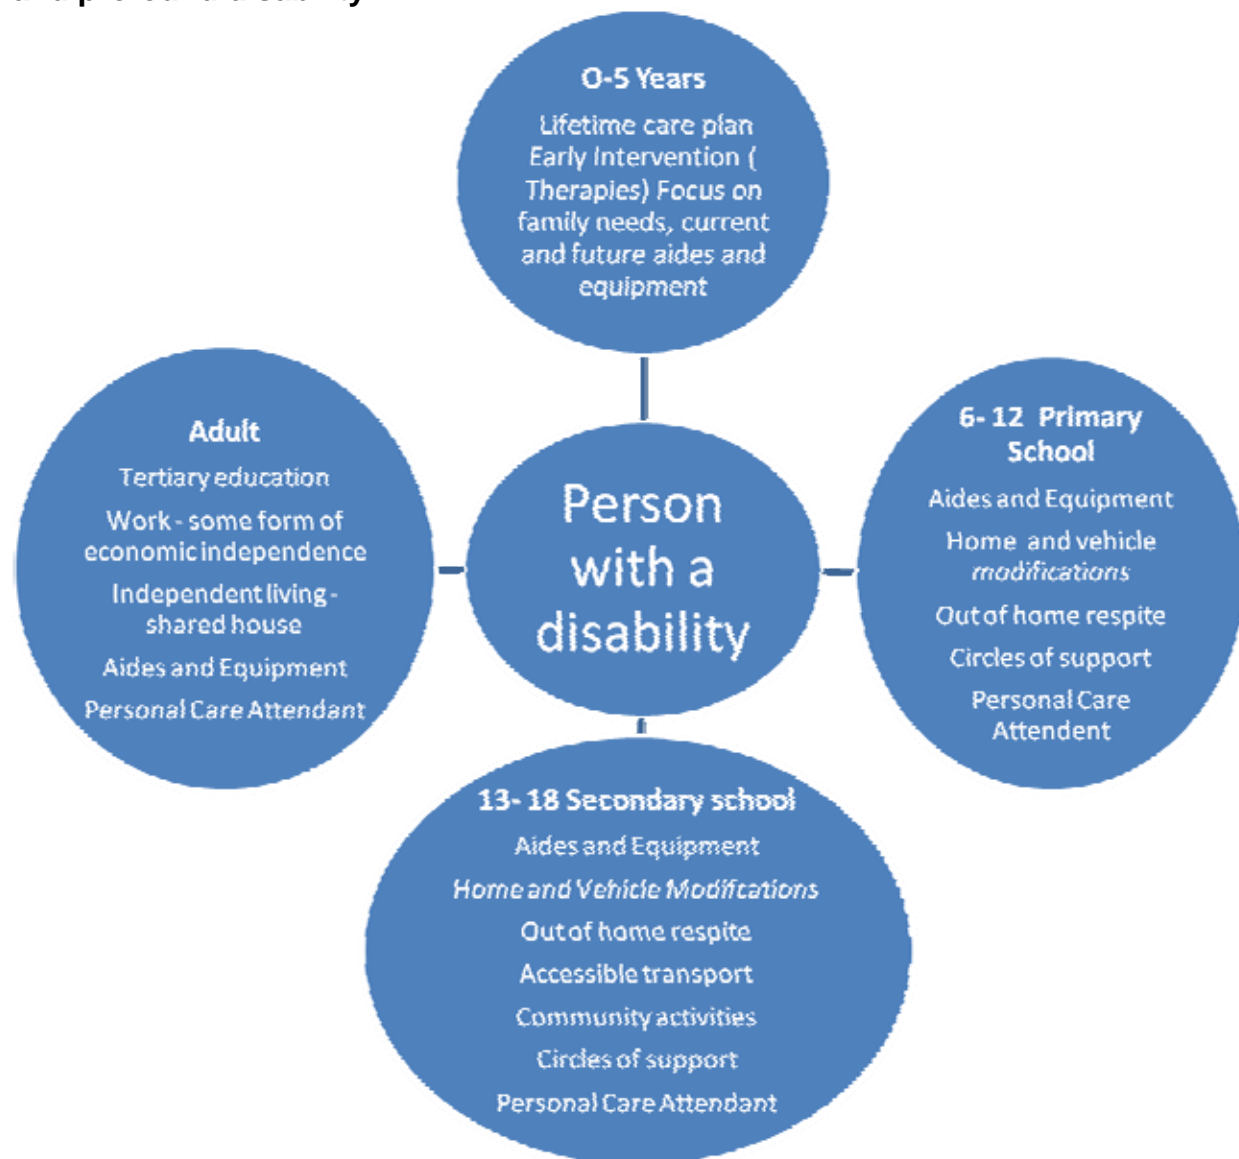 and profound disability
O-5 Years
Lifetime care plan
Early Intervention (
Therapies) Focus on
family needs, current
and future aides and
equipment
Adult
Tertiary education
Work - some form of
economic independence
Independent living -
shared house
Aides and Equipment
Personal Care Attendant
Person
with a
disability
6- 12 Primary
School
Aides and Equipment
Home and vehicle
modifications
Out of home respite
Circles of support
Personal Care
Attendent
13- 18 Secondary school
Aides and Equipment
Home and Vehicle Modifcations
Out of home respite
Accessible transport
Community activities
Circles of support
Personal Care Attendant